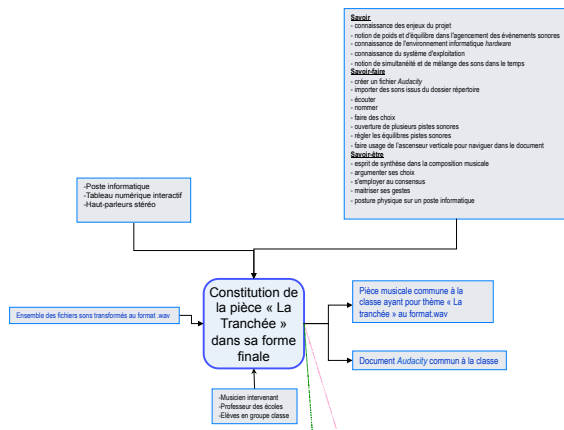 Savoir
- connaissance des enjeux du projet
- notion de poids et d'équilibre dans l'agencement des évènements sonores
- connaissance de l'environnement informatique hardware
- connaissance du système d'exploitation
- notion de simultanéité et de mélange des sons dans le temps
Savoir-faire
- créer un fichier Audacity
- importer des sons issus du dossier répertoire
- écouter
- nommer
- faire des choix
- ouverture de plusieurs pistes sonores
- régler les équilibres pistes sonores
- faire usage de l'ascenseur verticale pour naviguer dans le document
Savoir-être
- esprit de synthèse dans la composition musicale
- argumenter ses choix
- s'employer au consensus
- maitriser ses gestes
- posture physique sur un poste informatique
-Poste informatique
-Tableau numérique interactif
-Haut-parleurs stéréo
Ensemble des fichiers sons transformés au format .wav
Constitution de
la pièce « La
Tranchée »
dans sa forme
finale
Pièce musicale commune à la
classe ayant pour thème « La
tranchée » au format.wav
Document Audacity commun à la classe
-Musicien intervenant
-Professeur des écoles
-Elèves en groupe classe